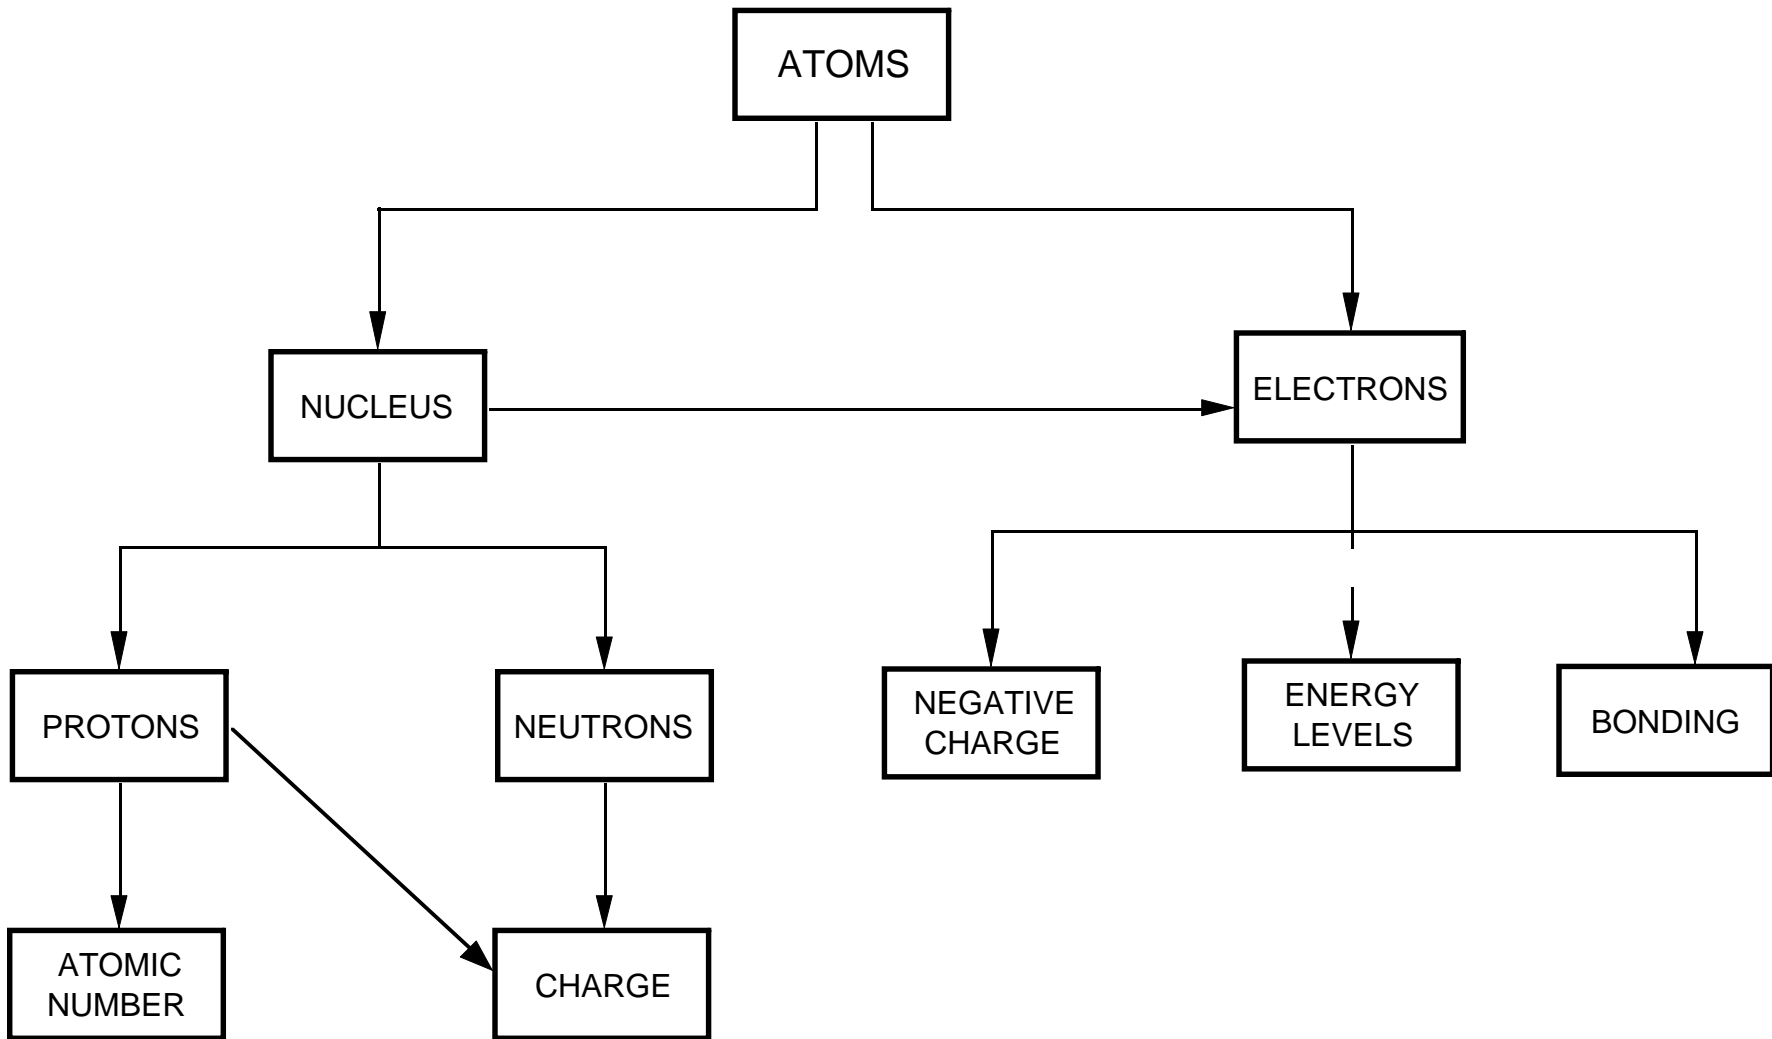 ATOMS
NUCLEUS
ELECTRONS
PROTONS
NEUTRONS
NEGATIVE
CHARGE
ENERGY
LEVELS
BONDING
ATOMIC
NUMBER
CHARGE